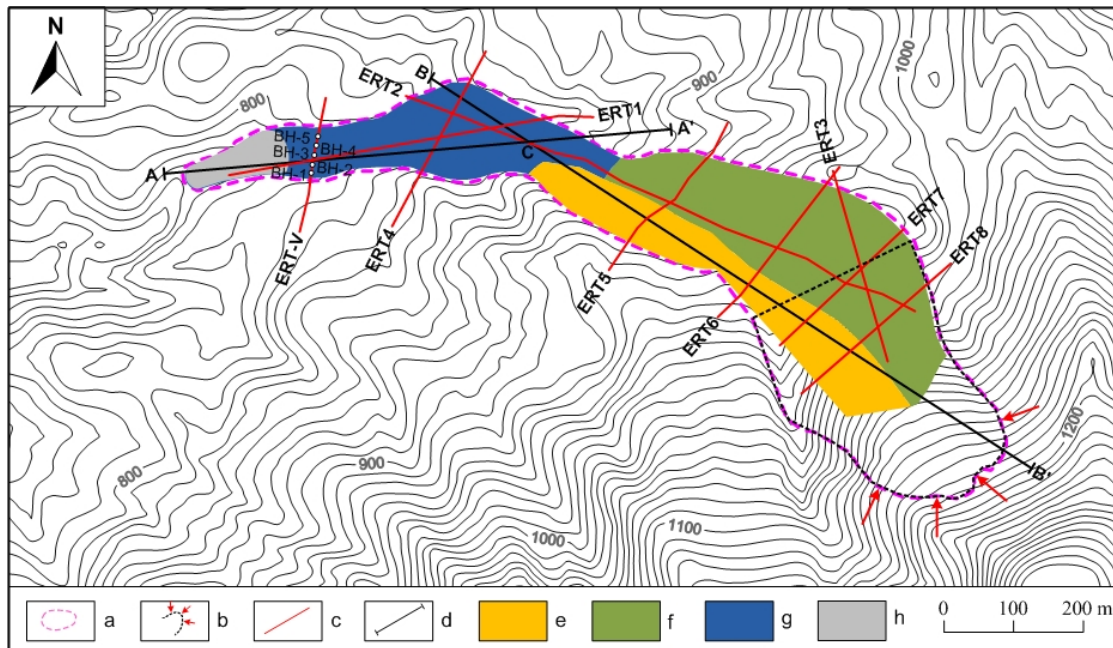 N
1000
900
ERT3
B
ERT2
ERT1
800
A'
BH-5
BH-4
C
BH-3
A
BH-1
BH-2
ERT7
ERT8
ERT-V
ERT4
ERT5
ERT6
1200
B'
900
800
1100
1000
a
b
c
d
e
f
g
h
0 100 200 m